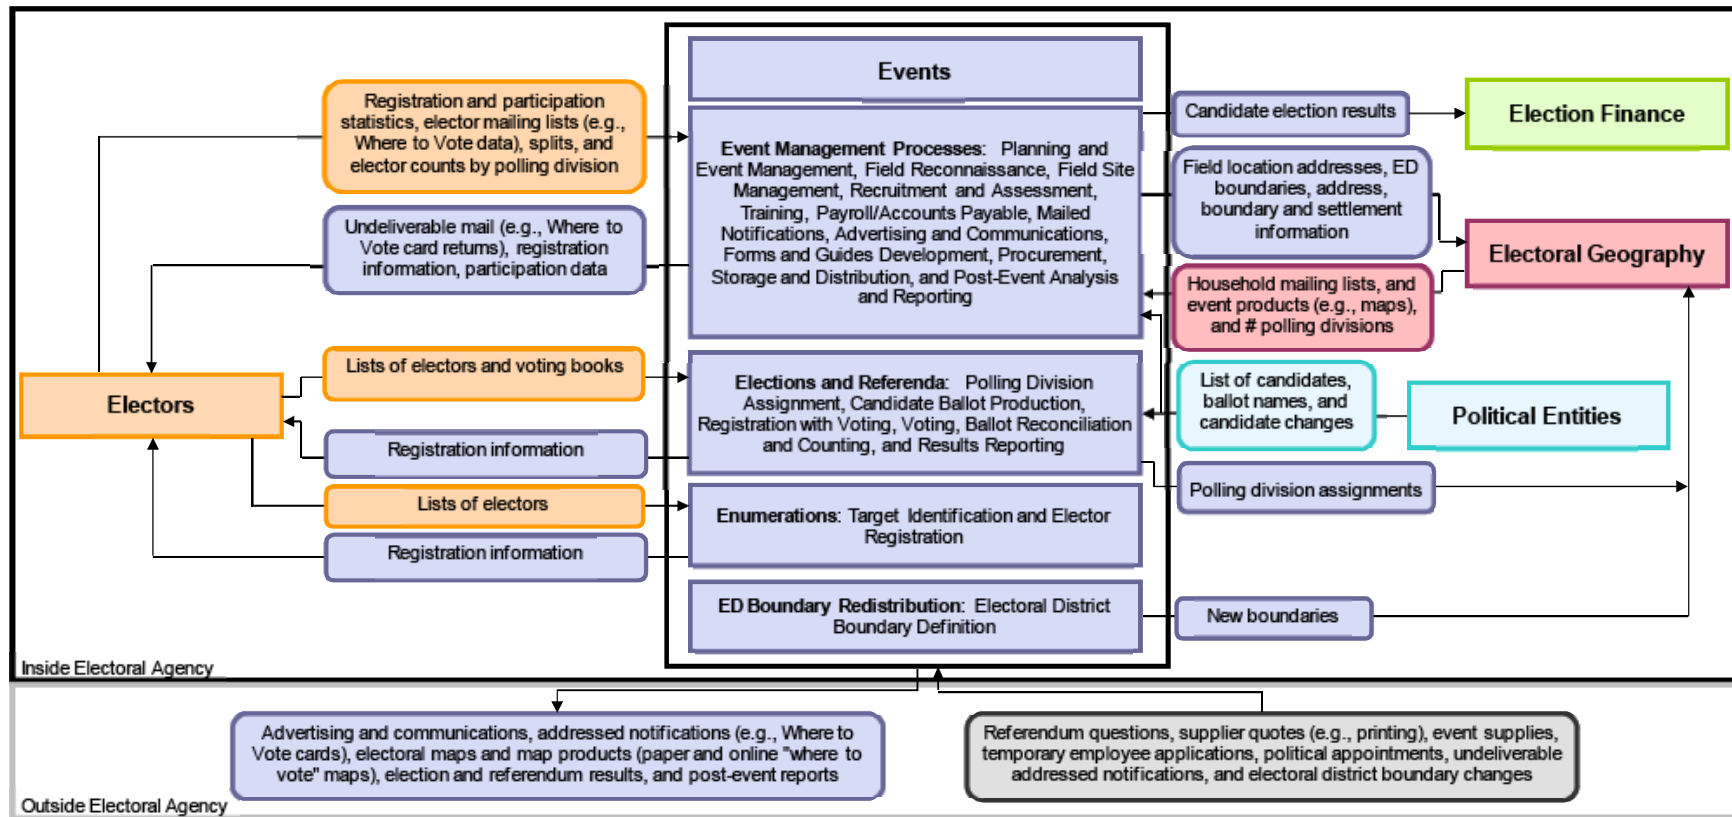 Events
Registration and participation
statistics, elector mailing lists (e.g.,
Where to Vote data), splits, and
elector counts by polling division
Undeliverable mail (e.g., Where to
Vote card returns), registration
information, participation data
Electors
Lists of electors and voting books
Registration information
Lists of electors
Registration information
Event Management Processes: Planning and
Event Management, Field Reconnaissance, Field Site
Management, Recruitment and Assessment,
Training, Payroll/Accounts Payable, Mailed
Notifications, Advertising and Communications,
Forms and Guides Development, Procurement,
Storage and Distribution, and Post-Event Analysis
and Reporting
Elections and Referenda: Polling Division
Assignment, Candidate Ballot Production,
Registration with Voting, Voting, Ballot Reconciliation
and Counting, and Results Reporting
Enumerations: Target Identification and Elector
Registration
ED Boundary Redistribution: Electoral District
Boundary Definition
Candidate election results
Election Finance
Field location addresses, ED
boundaries, address,
boundary and settlement
information
Electoral Geography
Household mailing lists, and
event products (e.g., maps),
and # polling divisions
List of candidates,
ballot names, and
candidate changes
Political Entities
Polling division assignments
New boundaries
Inside Electoral Agency
Advertising and communications, addressed notifications (e.g., Where to
Vote cards), electoral maps and map products (paper and online "where to
vote" maps), election and referendum results, and post-event reports
Referendum questions, supplier quotes (e.g., printing), event supplies,
temporary employee applications, political appointments, undeliverable
addressed notifications, and electoral district boundary changes
Outside Electoral Agency